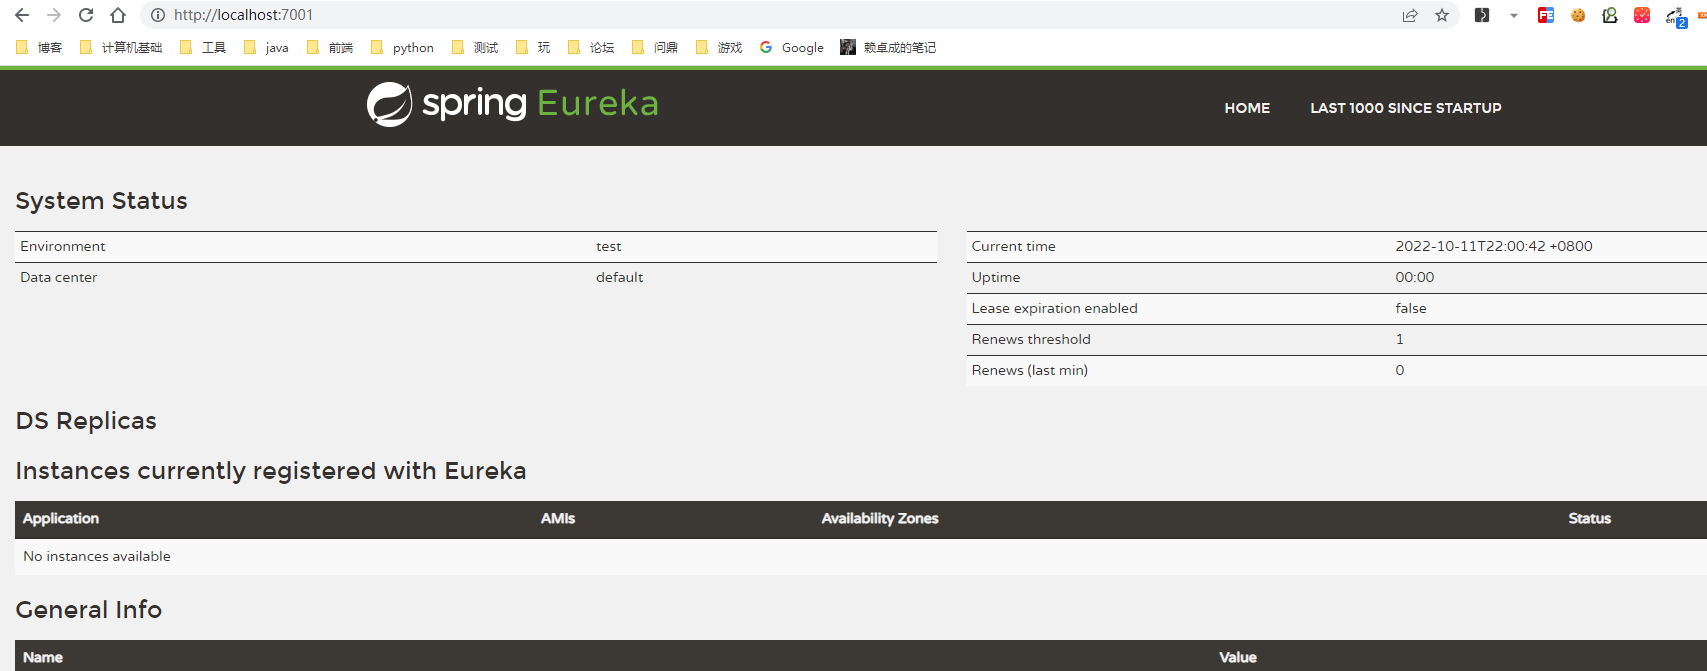 http://localhost:7001
博客 计算机基础 工具 java 前端 python 测试 玩 论坛 问鼎 游戏 Google 赖卓成的笔记
spring Eureka
HOME LAST 1000 SINCE STARTUP
System Status
Environment test
Data center default
Current time 2022-10-11T22:00:42 +0800
Uptime 00:00
Lease expiration enabled false
Renews threshold 1
Renews (last min) 0
DS Replicas
Instances currently registered with Eureka
Application AMIs Availability Zones Status
No instances available
General Info
Name Value